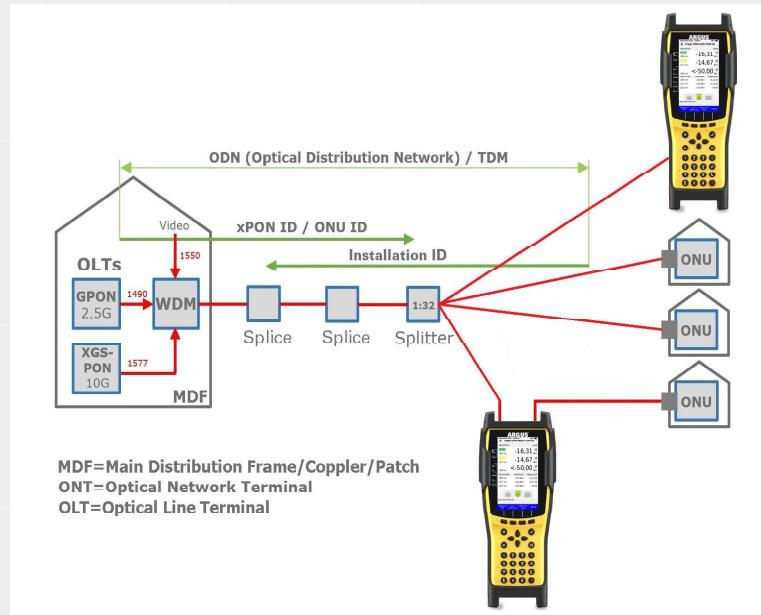 ARGUS
-16,31
-14,67
<-50,00
ODN (Optical Distribution Network) / TDM
Video
xPON ID / ONU ID
1550
Installation ID
OLTs
GPON
2.5G
1490
WDM
1:32
ONU
Splice
Splice
Splitter
ONU
XGS-
PON
10G
1577
MDF
ONU
ARGUS
-16,31
-14,67
<-50,00
MDF=Main Distribution Frame/Coppler/Patch
ONT=Optical Network Terminal
OLT=Optical Line Terminal